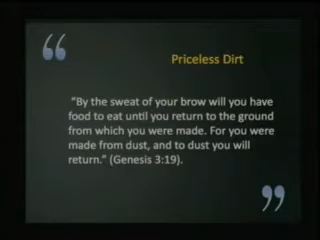 “
Priceless Dirt
“By the sweat of your brow will you have
food to eat until you return to the ground
from which you were made. For you were
made from dust, and to dust you will
return.” (Genesis 3:19).
”